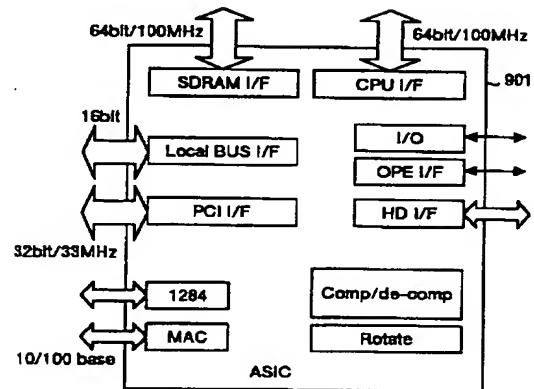 64bit/100MHz
64bit/100MHz
SDRAM I/F
CPU I/F
901
16bit
I/O
Local BUS I/F
OPE I/F
PCI I/F
HD I/F
32bit/33MHz
1284
Comp/de-comp
MAC
Rotate
10/100 base
ASIC